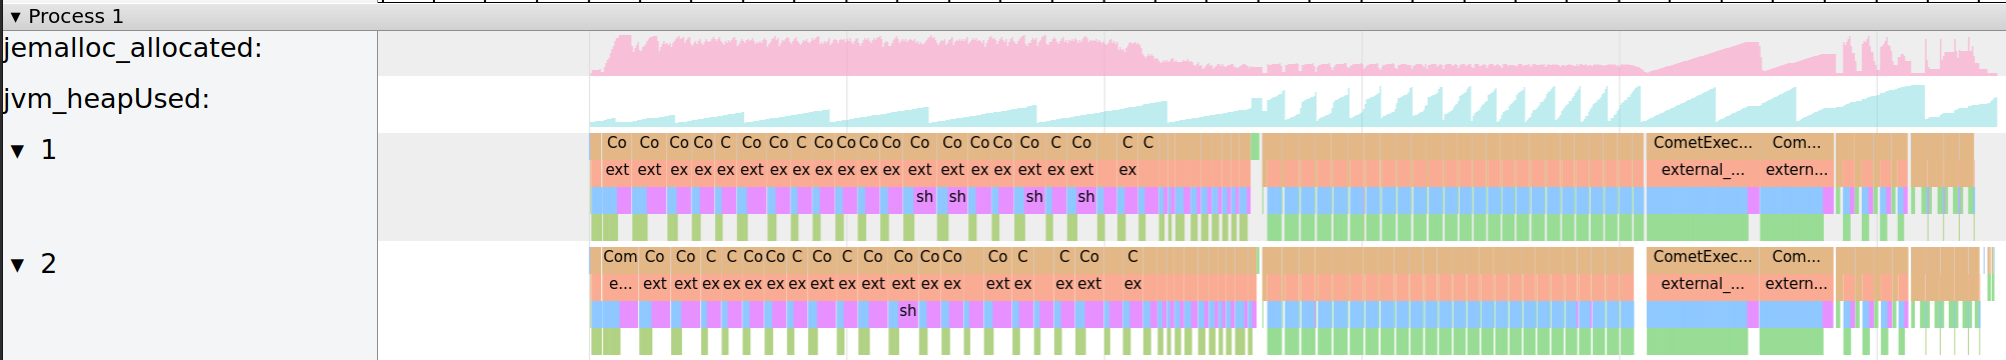 ▼ Process 1
jemalloc_allocated:
jvm_heapUsed:
▼ 1
Co Co Co Co C Co Co C Co Co Co Co Co Co Co Co Co C Co C C CometExec... Com...
ext ext ex ex ex ext ex ex ex ex ex ext ext ex ex ext ex ext ex external_... extern...
sh sh sh sh
▼ 2
Com Co Co C C Co Co C Co C Co Co Co Co Co C C Co C CometExec... Com...
e... ext ext ex ex ex ex ex ext ex ext ext ex ex ext ex ex ext ex external_... extern...
sh